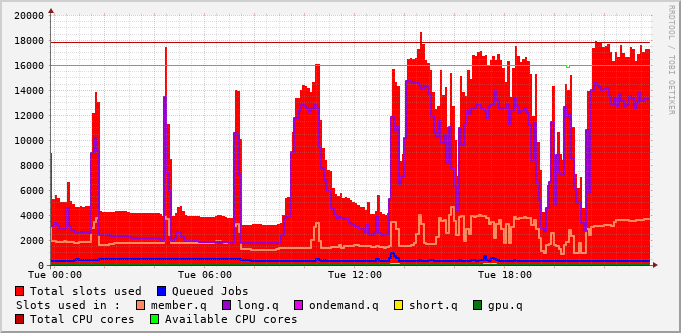 20000
18000
16000
14000
12000
10000
8000
6000
4000
2000
0
Tue 00:00 Tue 06:00 Tue 12:00 Tue 18:00
Total slots used Queued Jobs
Slots used in : member.q long.q ondemand.q short.q gpu.q
Total CPU cores Available CPU cores
RRDTOOL / TOBI OETIKER